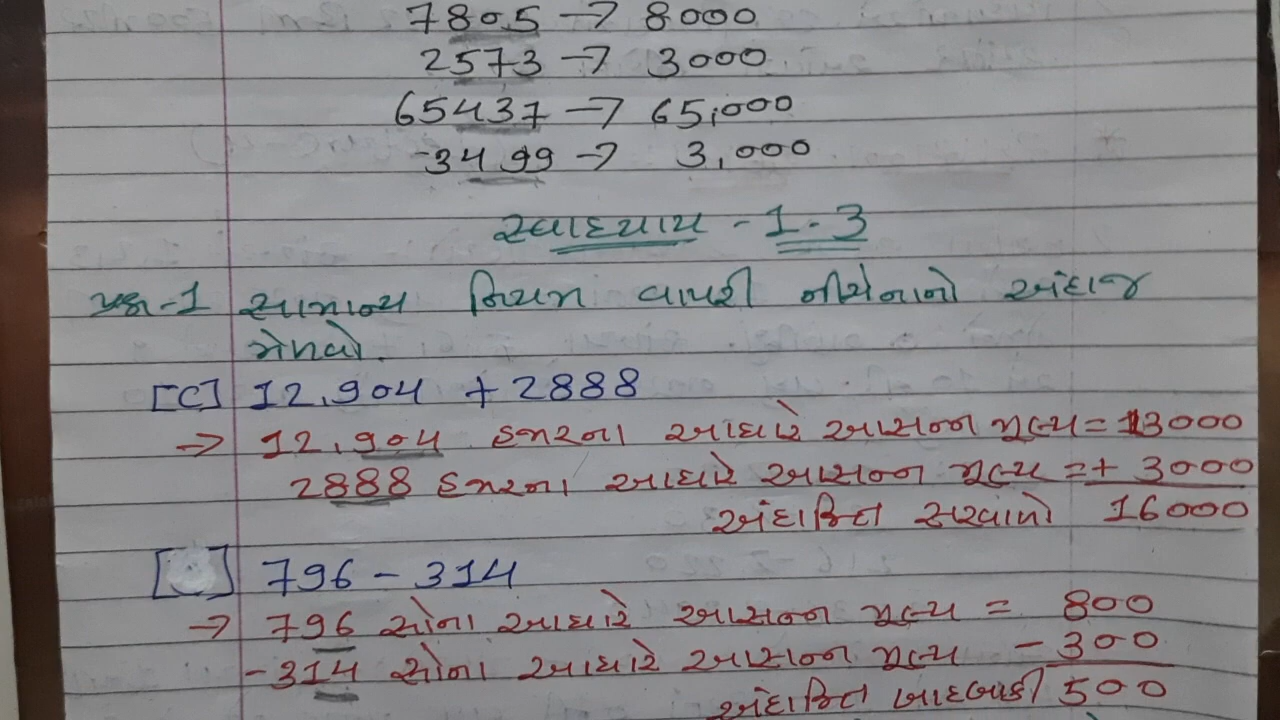 7805 → 8000
2573 → 3000
65437 → 65,000
-3499 → 3,000
સ્વાધ્યાય - 1.3
પ્રશ્ન-1 સામાન્ય નિયમ વાપરી નીચેનાનો અંદાજ
મેળવો.
[C] 12,904 + 2888
→ 12,904 હજારના આધારે આસન્ન મૂલ્ય = 13000
2888 હજારના આધારે આસન્ન મૂલ્ય = + 3000
અંદાજિત સરવાળો 16000
[ ] 796 - 314
→ 796 સોના આધારે આસન્ન મૂલ્ય = 800
-314 સોના આધારે આસન્ન મૂલ્ય - 300
અંદાજિત બાદબાકી 500